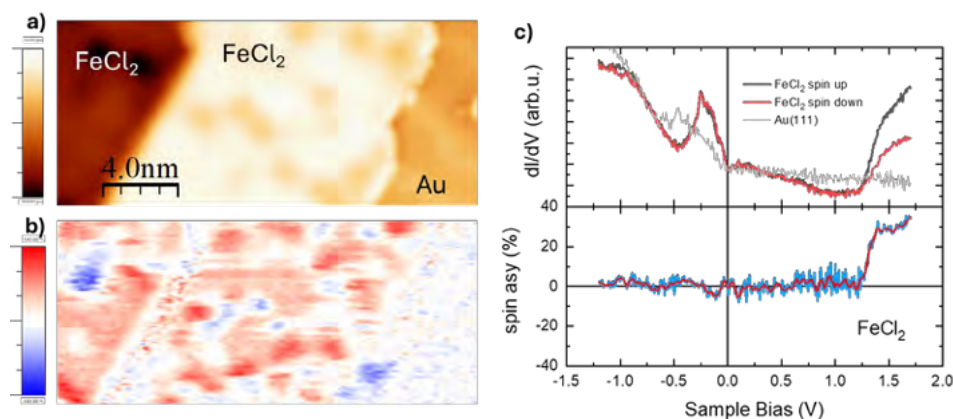 a)
FeCl₂
FeCl₂
4.0nm
Au
b)
c)
dI/dV (arb.u.)
FeCl₂ spin up
FeCl₂ spin down
Au(111)
40
20
0
-20
-40
spin asy (%)
FeCl₂
-1.5 -1.0 -0.5 0.0 0.5 1.0 1.5 2.0
Sample Bias (V)